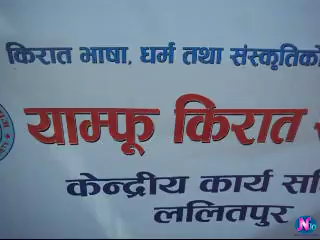 किरात भाषा, धर्म तथा संस्कृतिको
याम्फू किरात
केन्द्रीय कार्य
ललितपुर